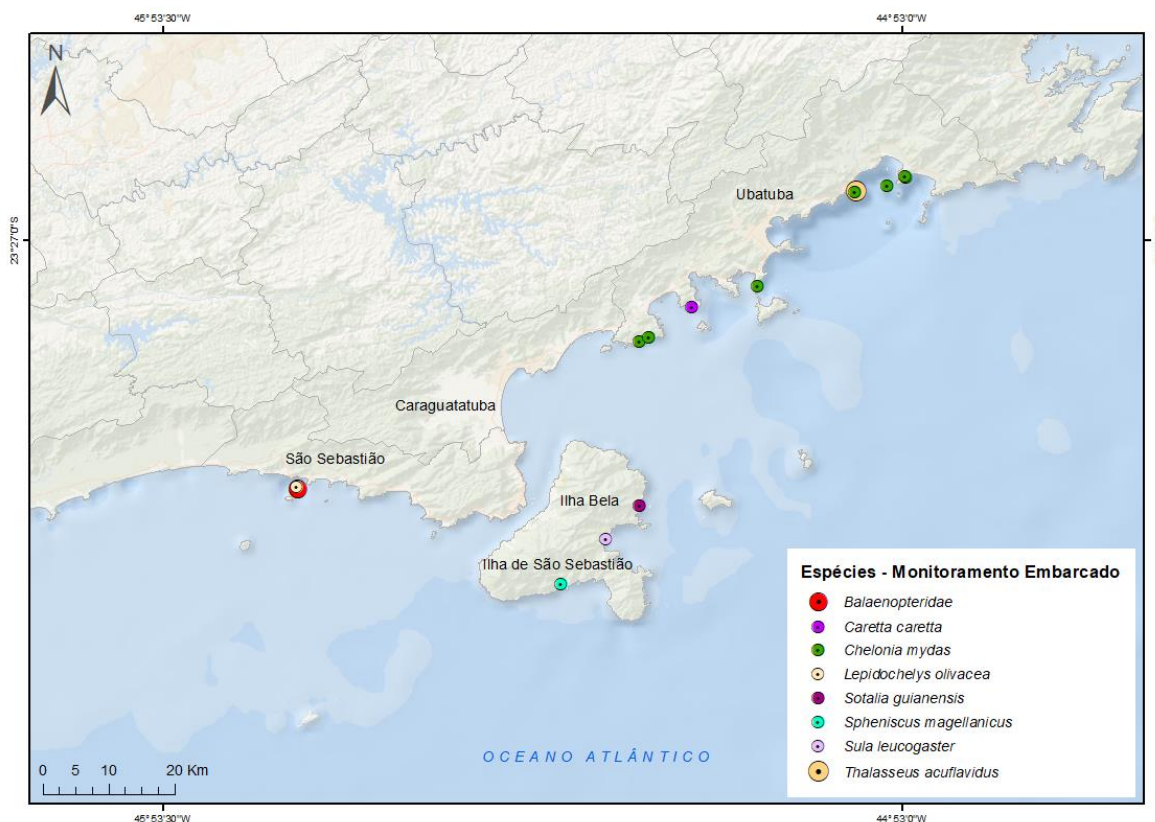 45°53'30"W
44°53'0"W
N
23°27'0"S
Ubatuba
Caraguatatuba
São Sebastião
Ilha Bela
Ilha de São Sebastião
Espécies - Monitoramento Embarcado
Balaenopteridae
Caretta caretta
Chelonia mydas
Lepidochelys olivacea
Sotalia guianensis
Spheniscus magellanicus
Sula leucogaster
Thalasseus acuflavidus
OCEANO ATLÂNTICO
0 5 10 20 Km
45°53'30"W
44°53'0"W